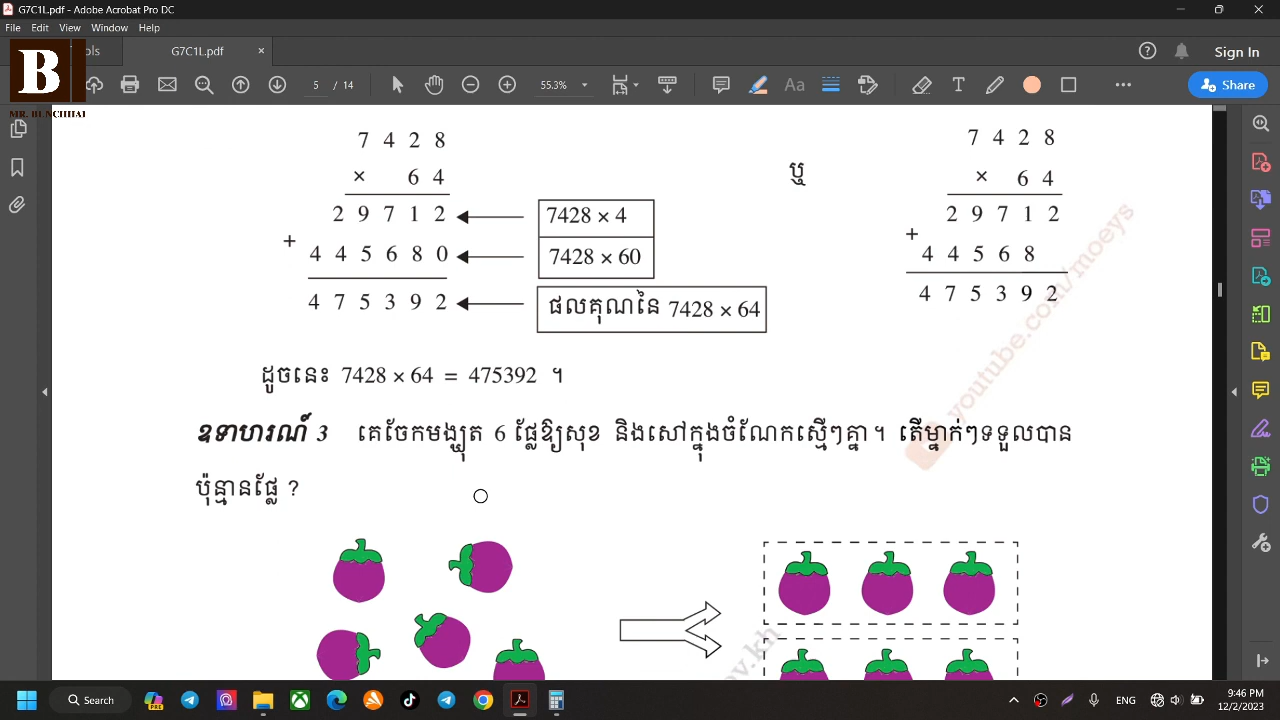 G7C1L.pdf - Adobe Acrobat Pro DC
File Edit View Window Help
ols G7C1L.pdf × Sign In
B
5 / 14 55.3% Share
7 4 2 8
× 6 4
2 9 7 1 2 7428 × 4
+
4 4 5 6 8 0 7428 × 60
4 7 5 3 9 2 ផលគុណនៃ 7428 × 64
ឬ
7 4 2 8
× 6 4
2 9 7 1 2
+
4 4 5 6 8
4 7 5 3 9 2
ដូចនេះ 7428 × 64 = 475392 ។
ឧទាហរណ៍ 3 គេចែកមង្ឃុត 6 ផ្លែឱ្យសុខ និងសៅក្នុងចំណែកស្មើៗគ្នា។ តើម្នាក់ៗទទួលបាន
ប៉ុន្មានផ្លែ ?
youtube.com/moeys
ov.kh
Search
PRE
ENG
9:46 PM
12/2/2023